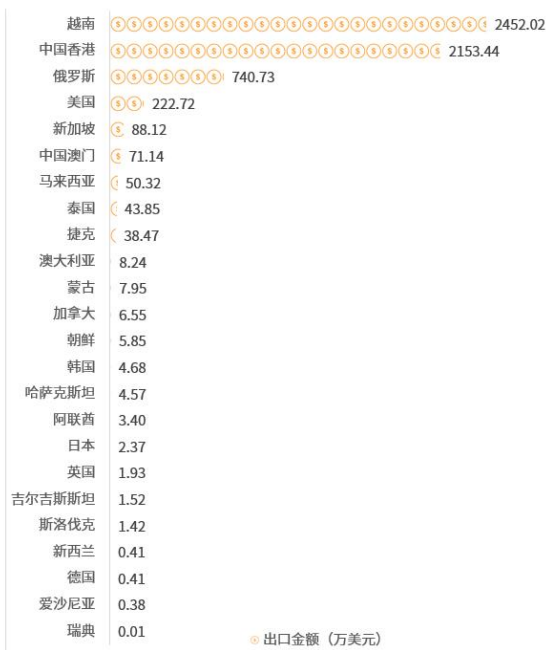 越南 2452.02
中国香港 2153.44
俄罗斯 740.73
美国 222.72
新加坡 88.12
中国澳门 71.14
马来西亚 50.32
泰国 43.85
捷克 38.47
澳大利亚 8.24
蒙古 7.95
加拿大 6.55
朝鲜 5.85
韩国 4.68
哈萨克斯坦 4.57
阿联酋 3.40
日本 2.37
英国 1.93
吉尔吉斯斯坦 1.52
斯洛伐克 1.42
新西兰 0.41
德国 0.41
爱沙尼亚 0.38
瑞典 0.01
出口金额（万美元）